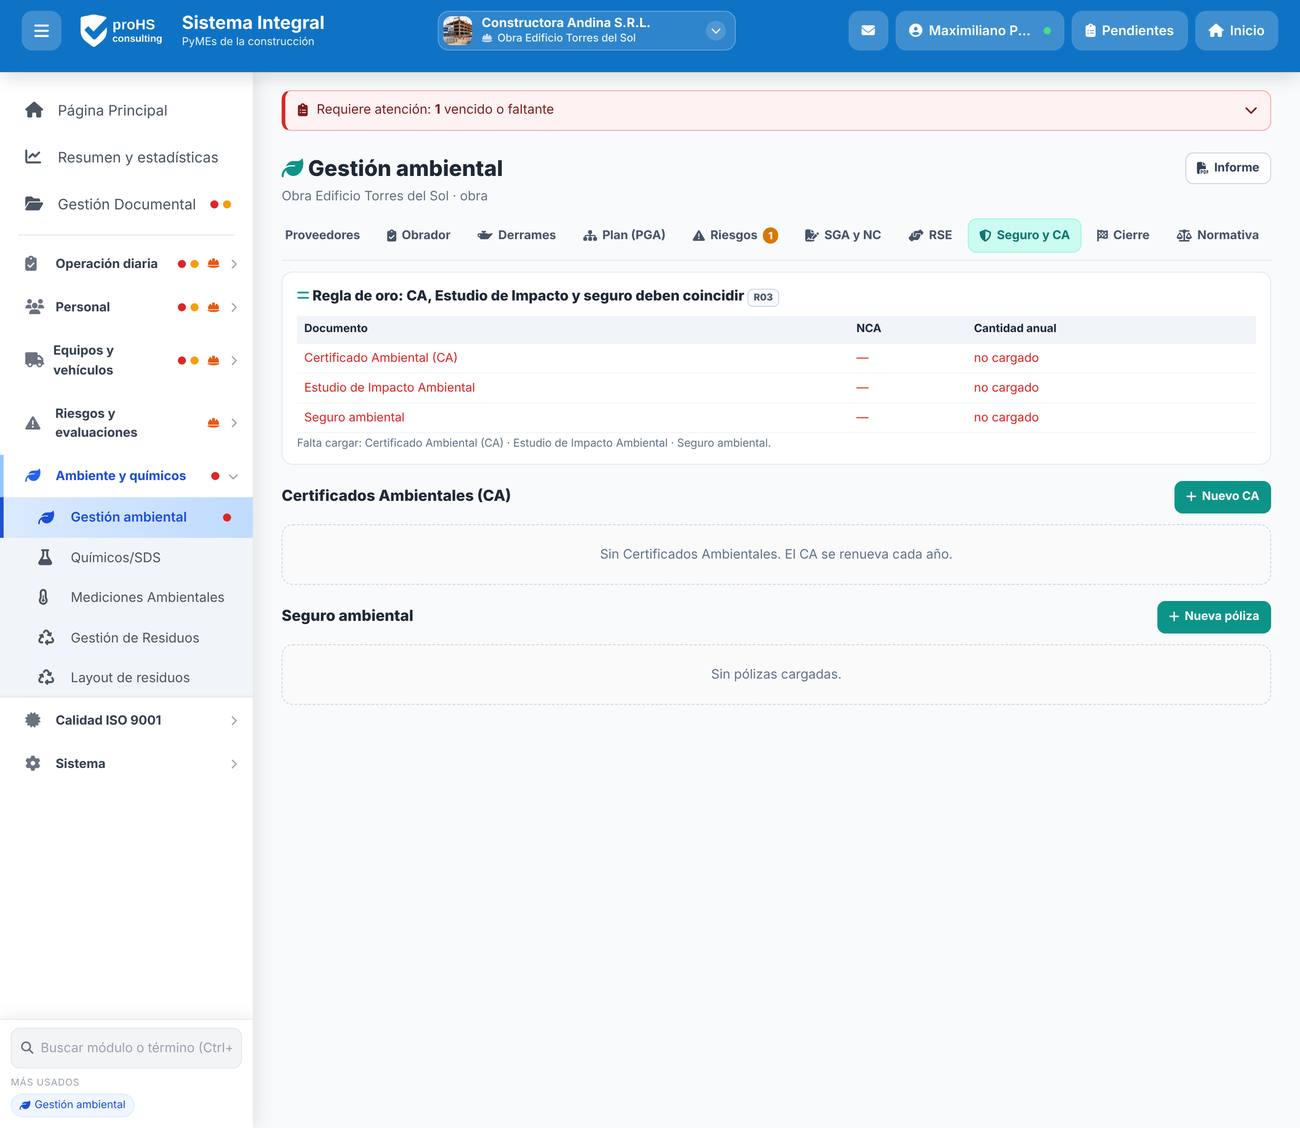 proHS
consulting
Sistema Integral
PyMEs de la construcción
Constructora Andina S.R.L.
Obra Edificio Torres del Sol
Maximiliano P...
Pendientes
Inicio
Página Principal
Resumen y estadísticas
Gestión Documental
Operación diaria
Personal
Equipos y
vehículos
Riesgos y
evaluaciones
Ambiente y químicos
Gestión ambiental
Químicos/SDS
Mediciones Ambientales
Gestión de Residuos
Layout de residuos
Calidad ISO 9001
Sistema
Buscar módulo o término (Ctrl+
MÁS USADOS
Gestión ambiental
Requiere atención: 1 vencido o faltante
Gestión ambiental
Informe
Obra Edificio Torres del Sol · obra
Proveedores Obrador Derrames Plan (PGA) Riesgos 1 SGA y NC RSE Seguro y CA Cierre Normativa
Regla de oro: CA, Estudio de Impacto y seguro deben coincidir R03
Documento NCA Cantidad anual
Certificado Ambiental (CA) — no cargado
Estudio de Impacto Ambiental — no cargado
Seguro ambiental — no cargado
Falta cargar: Certificado Ambiental (CA) · Estudio de Impacto Ambiental · Seguro ambiental.
Certificados Ambientales (CA)
+ Nuevo CA
Sin Certificados Ambientales. El CA se renueva cada año.
Seguro ambiental
+ Nueva póliza
Sin pólizas cargadas.